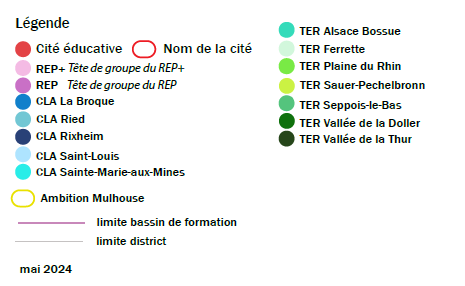 Légende
Cité éducative Nom de la cité
REP+ Tête de groupe du REP+
REP Tête de groupe du REP
CLA La Broque
CLA Ried
CLA Rixheim
CLA Saint-Louis
CLA Sainte-Marie-aux-Mines
Ambition Mulhouse
limite bassin de formation
limite district
mai 2024
TER Alsace Bossue
TER Ferrette
TER Plaine du Rhin
TER Sauer-Pechelbronn
TER Seppois-le-Bas
TER Vallée de la Doller
TER Vallée de la Thur